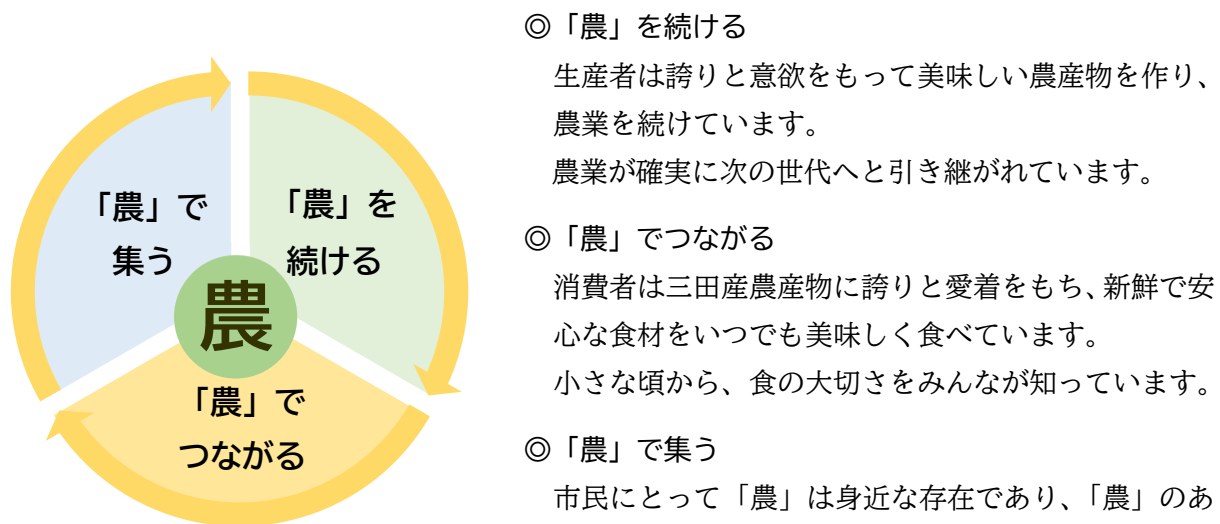 「農」で
集う
「農」を
続ける
農
「農」で
つながる
◎「農」を続ける
生産者は誇りと意欲をもって美味しい農産物を作り、
農業を続けています。
農業が確実に次の世代へと引き継がれています。
◎「農」でつながる
消費者は三田産農産物に誇りと愛着をもち、新鮮で安
心な食材をいつでも美味しく食べています。
小さな頃から、食の大切さをみんなが知っています。
◎「農」で集う
市民にとって「農」は身近な存在であり、「農」のあ